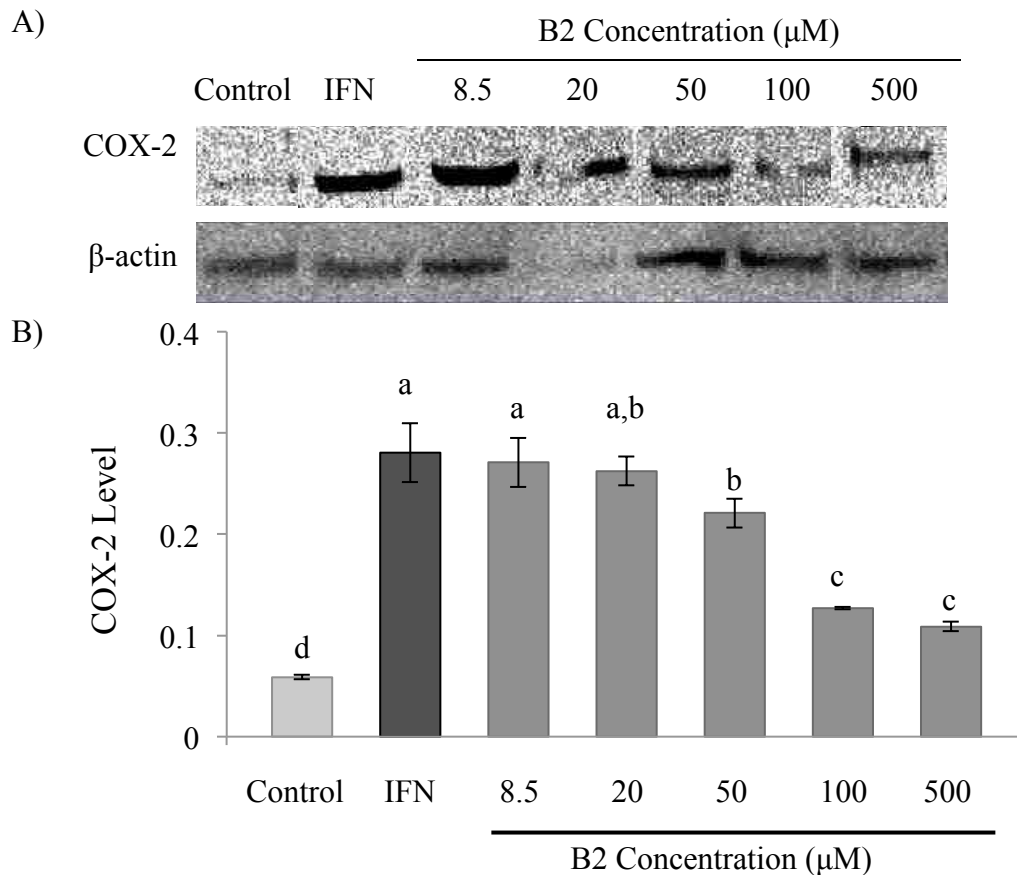 A)
B2 Concentration (μM)
Control IFN 8.5 20 50 100 500
COX-2
β-actin
B)
0.4
0.3
0.2
0.1
0
COX-2 Level
d a a a,b b c c
Control IFN 8.5 20 50 100 500
B2 Concentration (μM)